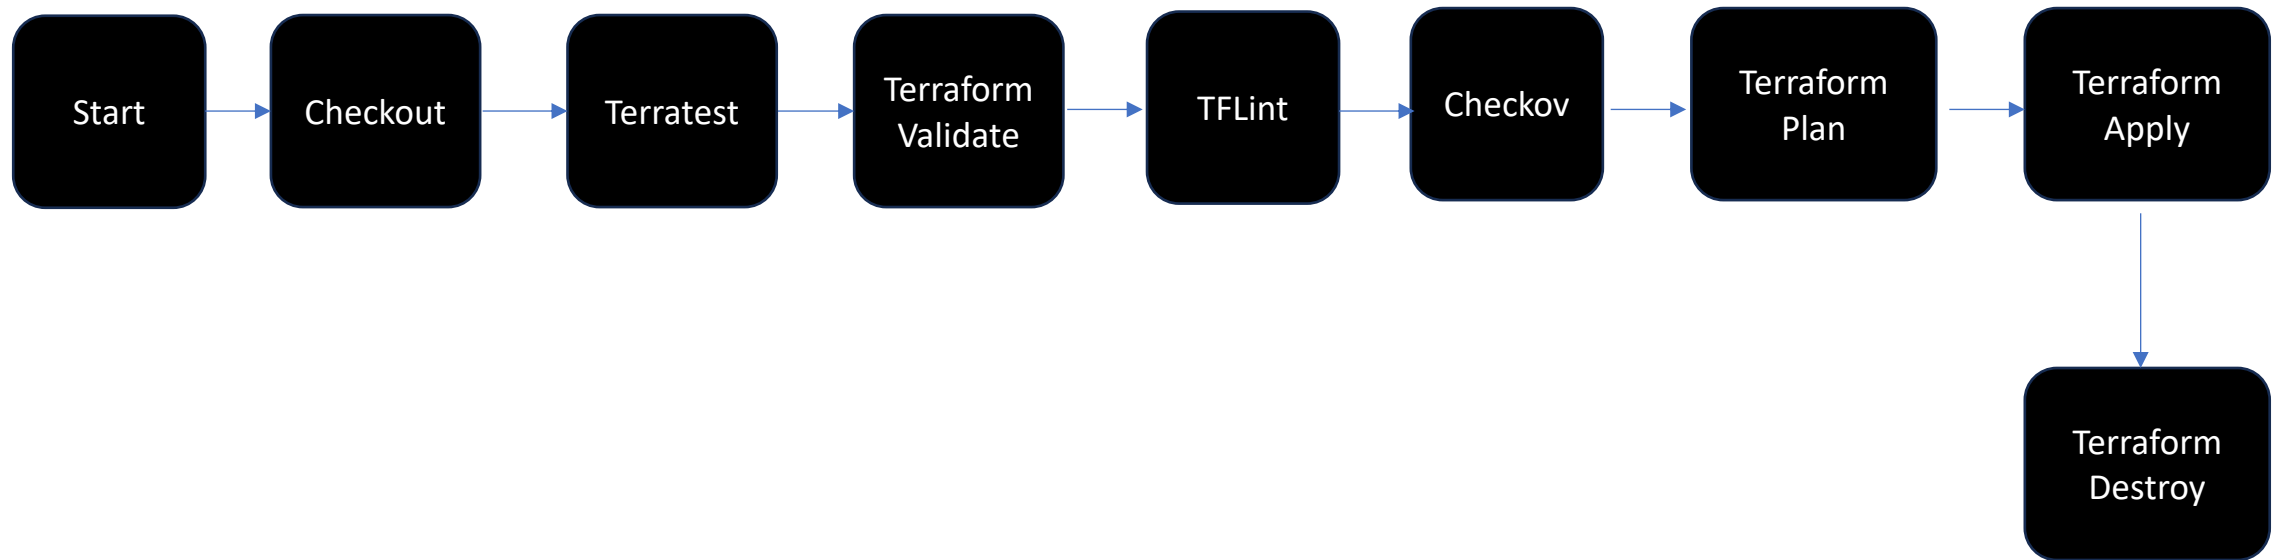 Start
Checkout
Terratest
Terraform
Validate
TFLint
Checkov
Terraform
Plan
Terraform
Apply
Terraform
Destroy